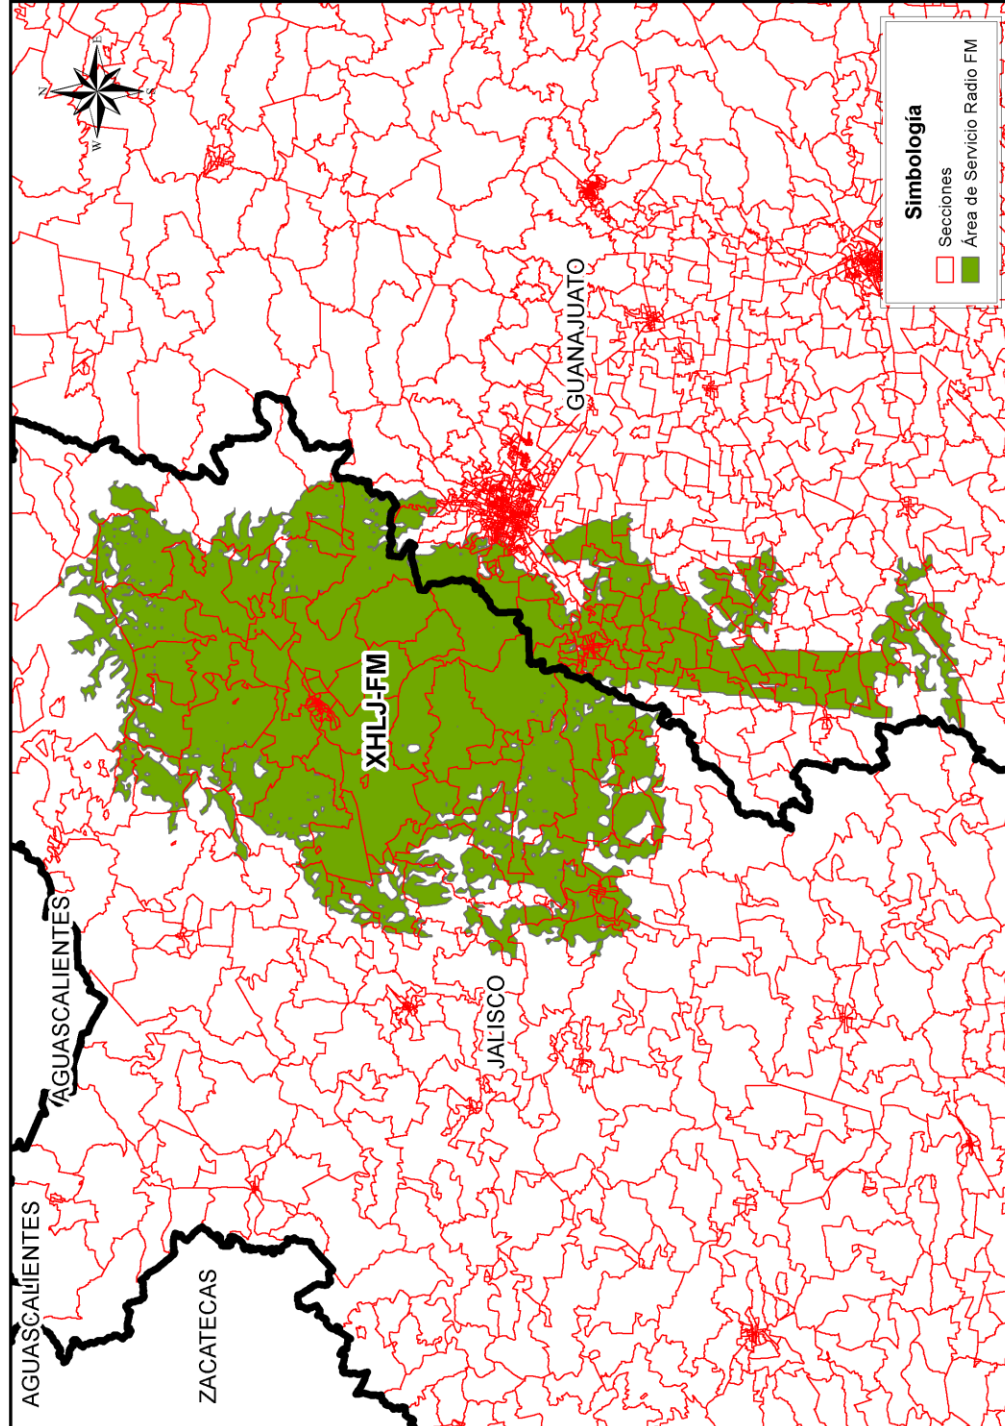 AGUASCALIENTES
ZACATECAS
AGUASCALIENTES
JALISCO
XHLJ-FM
GUANAJUATO
N
E
S
W
Simbología
Secciones
Área de Servicio Radio FM